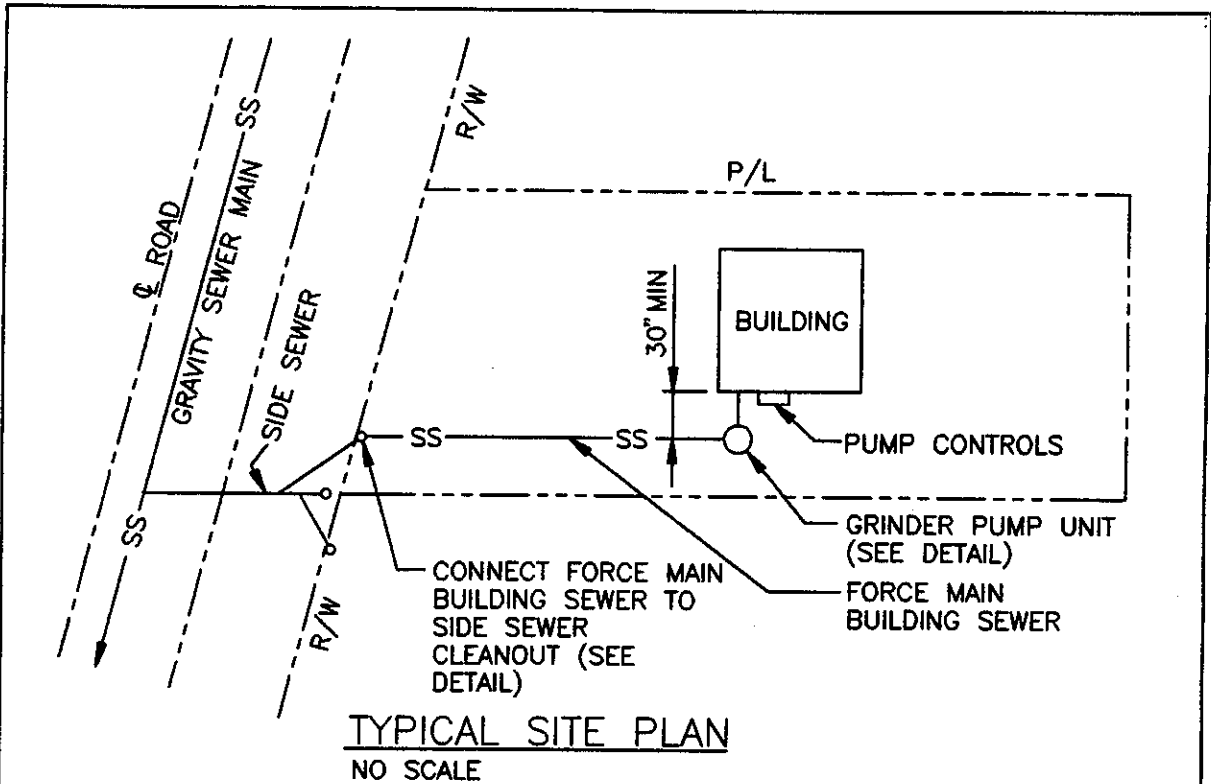 R/W
SS
P/L
℄ ROAD
GRAVITY SEWER MAIN
SIDE SEWER
30" MIN
BUILDING
SS
SS
PUMP CONTROLS
SS
GRINDER PUMP UNIT
(SEE DETAIL)
CONNECT FORCE MAIN
BUILDING SEWER TO
SIDE SEWER
CLEANOUT (SEE
DETAIL)
FORCE MAIN
BUILDING SEWER
R/W
TYPICAL SITE PLAN
NO SCALE